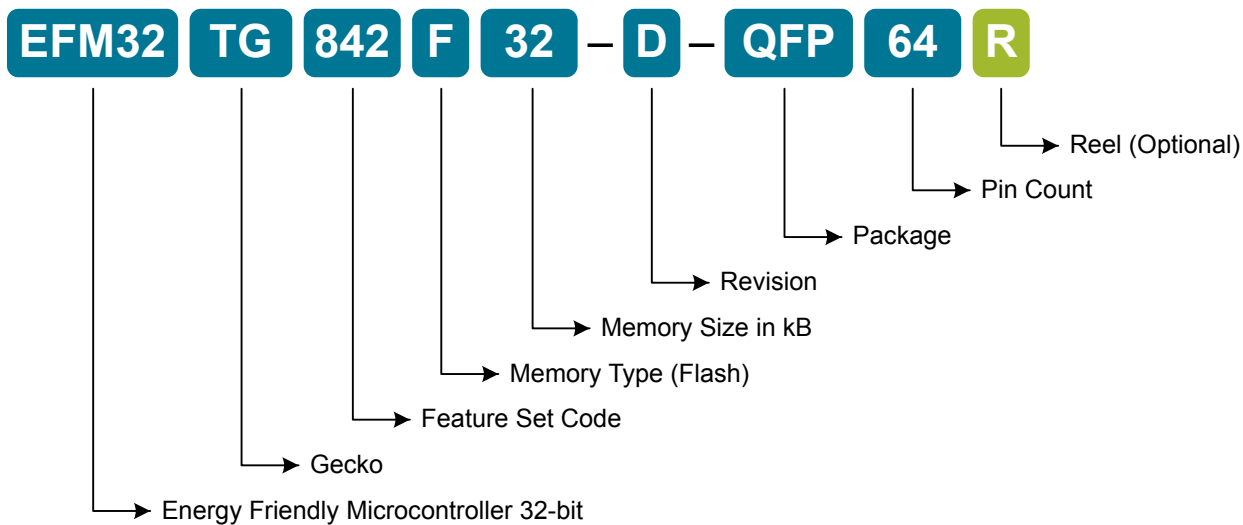 EFM32 TG 842 F 32 – D – QFP 64 R
Reel (Optional)
Pin Count
Package
Revision
Memory Size in kB
Memory Type (Flash)
Feature Set Code
Gecko
Energy Friendly Microcontroller 32-bit